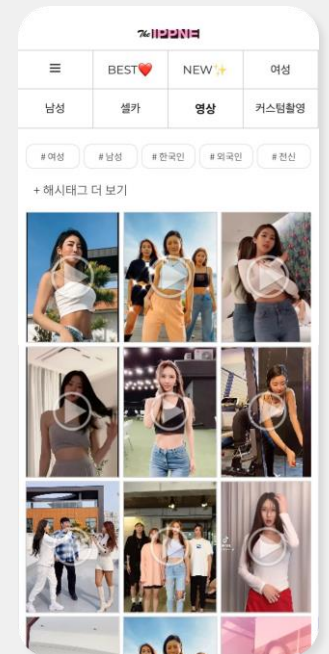 The IPPNE
☰ BEST❤️ NEW✨ 여성
남성 셀카 영상 커스텀촬영
# 여성 # 남성 # 한국인 # 외국인 # 전신
+ 해시태그 더 보기